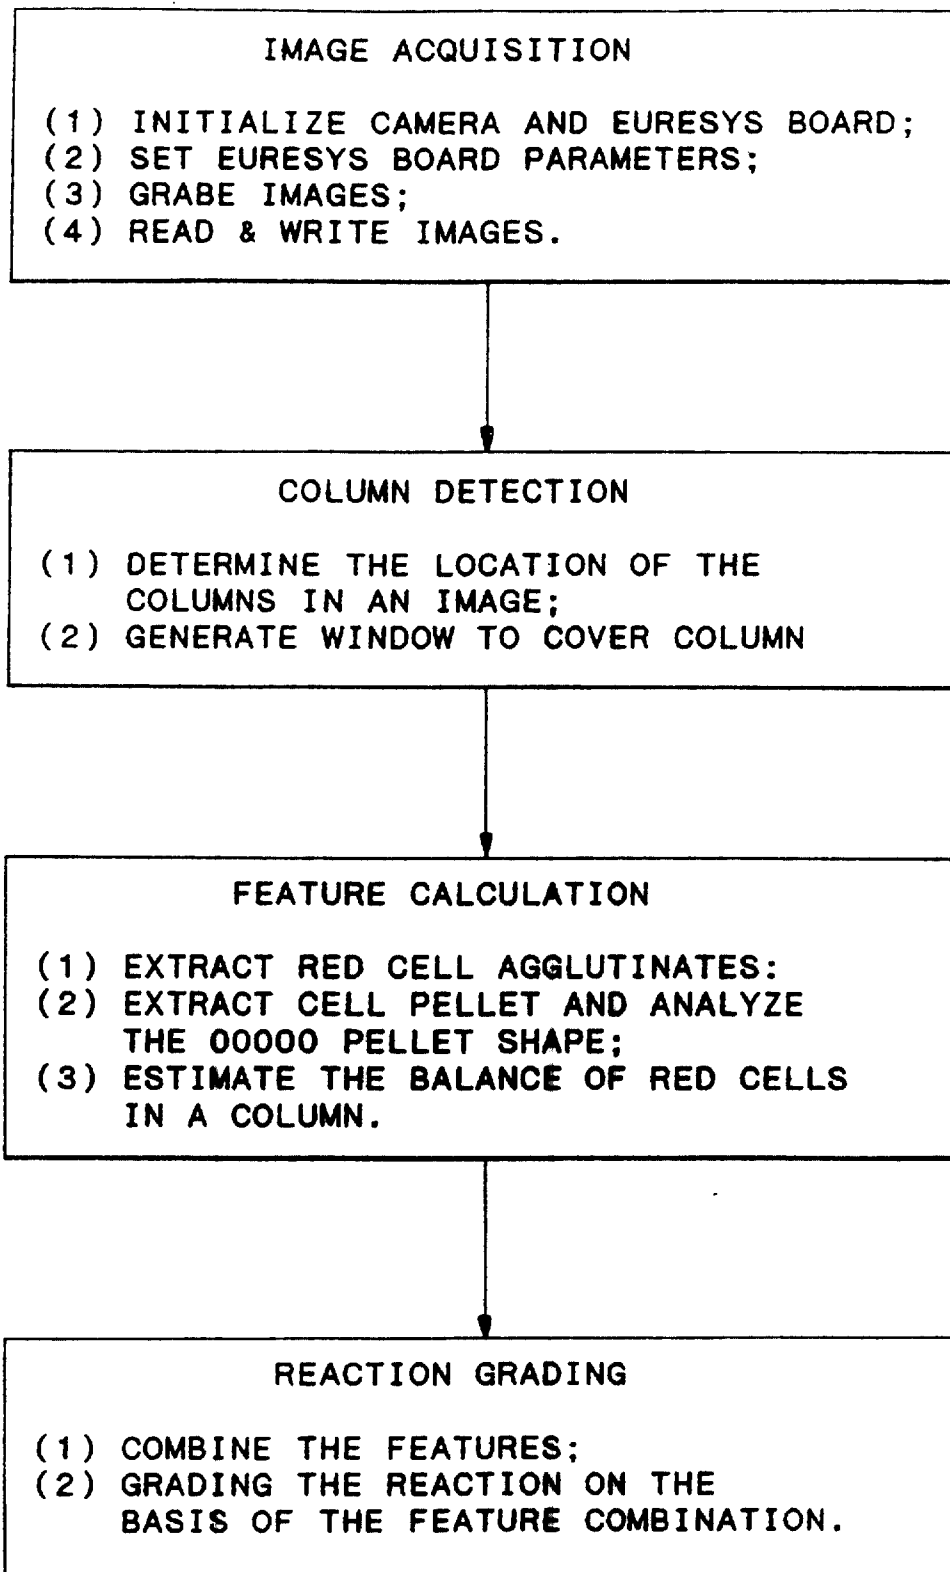 IMAGE ACQUISITION
(1) INITIALIZE CAMERA AND EURESYS BOARD;
(2) SET EURESYS BOARD PARAMETERS;
(3) GRABE IMAGES;
(4) READ & WRITE IMAGES.
COLUMN DETECTION
(1) DETERMINE THE LOCATION OF THE
COLUMNS IN AN IMAGE;
(2) GENERATE WINDOW TO COVER COLUMN
FEATURE CALCULATION
(1) EXTRACT RED CELL AGGLUTINATES:
(2) EXTRACT CELL PELLET AND ANALYZE
THE 00000 PELLET SHAPE;
(3) ESTIMATE THE BALANCE OF RED CELLS
IN A COLUMN.
REACTION GRADING
(1) COMBINE THE FEATURES;
(2) GRADING THE REACTION ON THE
BASIS OF THE FEATURE COMBINATION.